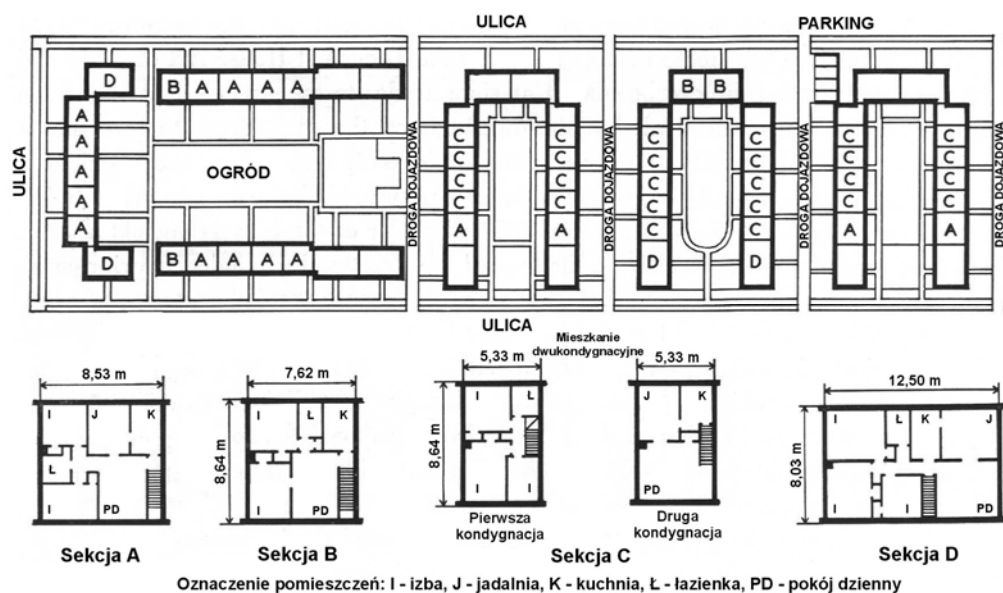 ULICA
PARKING
D
B A A A A
B B
A
A
A
A
A
D
ULICA
OGRÓD
B A A A A
DROGA DOJAZDOWA
C
C
C
C
A
C
C
C
C
A
DROGA DOJAZDOWA
C
C
C
C
C
D
C
C
C
C
C
D
DROGA DOJAZDOWA
C
C
C
C
A
C
C
C
C
A
DROGA DOJAZDOWA
ULICA
8,53 m
I J K
Ł
I PD
Sekcja A
7,62 m
8,64 m
I Ł K
I PD
Sekcja B
Mieszkanie
dwukondygnacyjne
5,33 m
8,64 m
I Ł
I I
Pierwsza
kondygnacja
5,33 m
J K
PD
Druga
kondygnacja
Sekcja C
12,50 m
8,03 m
I Ł K J
I I PD
Sekcja D
Oznaczenie pomieszczeń: I - izba, J - jadalnia, K - kuchnia, Ł - łazienka, PD - pokój dzienny